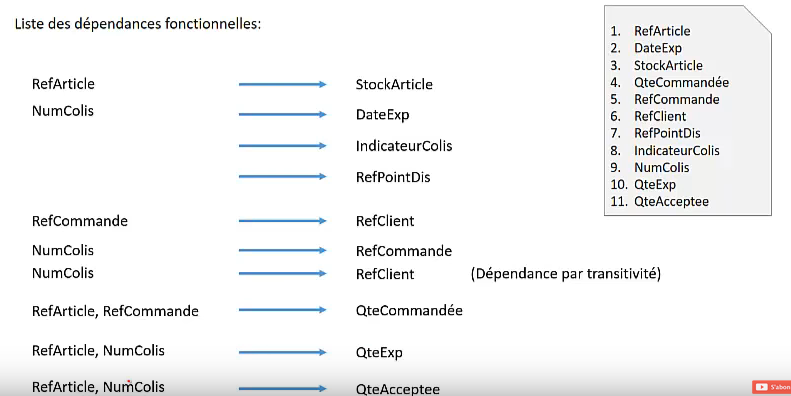 Liste des dépendances fonctionnelles:
RefArticle StockArticle
NumColis DateExp
IndicateurColis
RefPointDis
RefCommande RefClient
NumColis RefCommande
NumColis RefClient (Dépendance par transitivité)
RefArticle, RefCommande QteCommandée
RefArticle, NumColis QteExp
RefArticle, NumColis QteAcceptee
1. RefArticle
2. DateExp
3. StockArticle
4. QteCommandée
5. RefCommande
6. RefClient
7. RefPointDis
8. IndicateurColis
9. NumColis
10. QteExp
11. QteAcceptee
S'abon